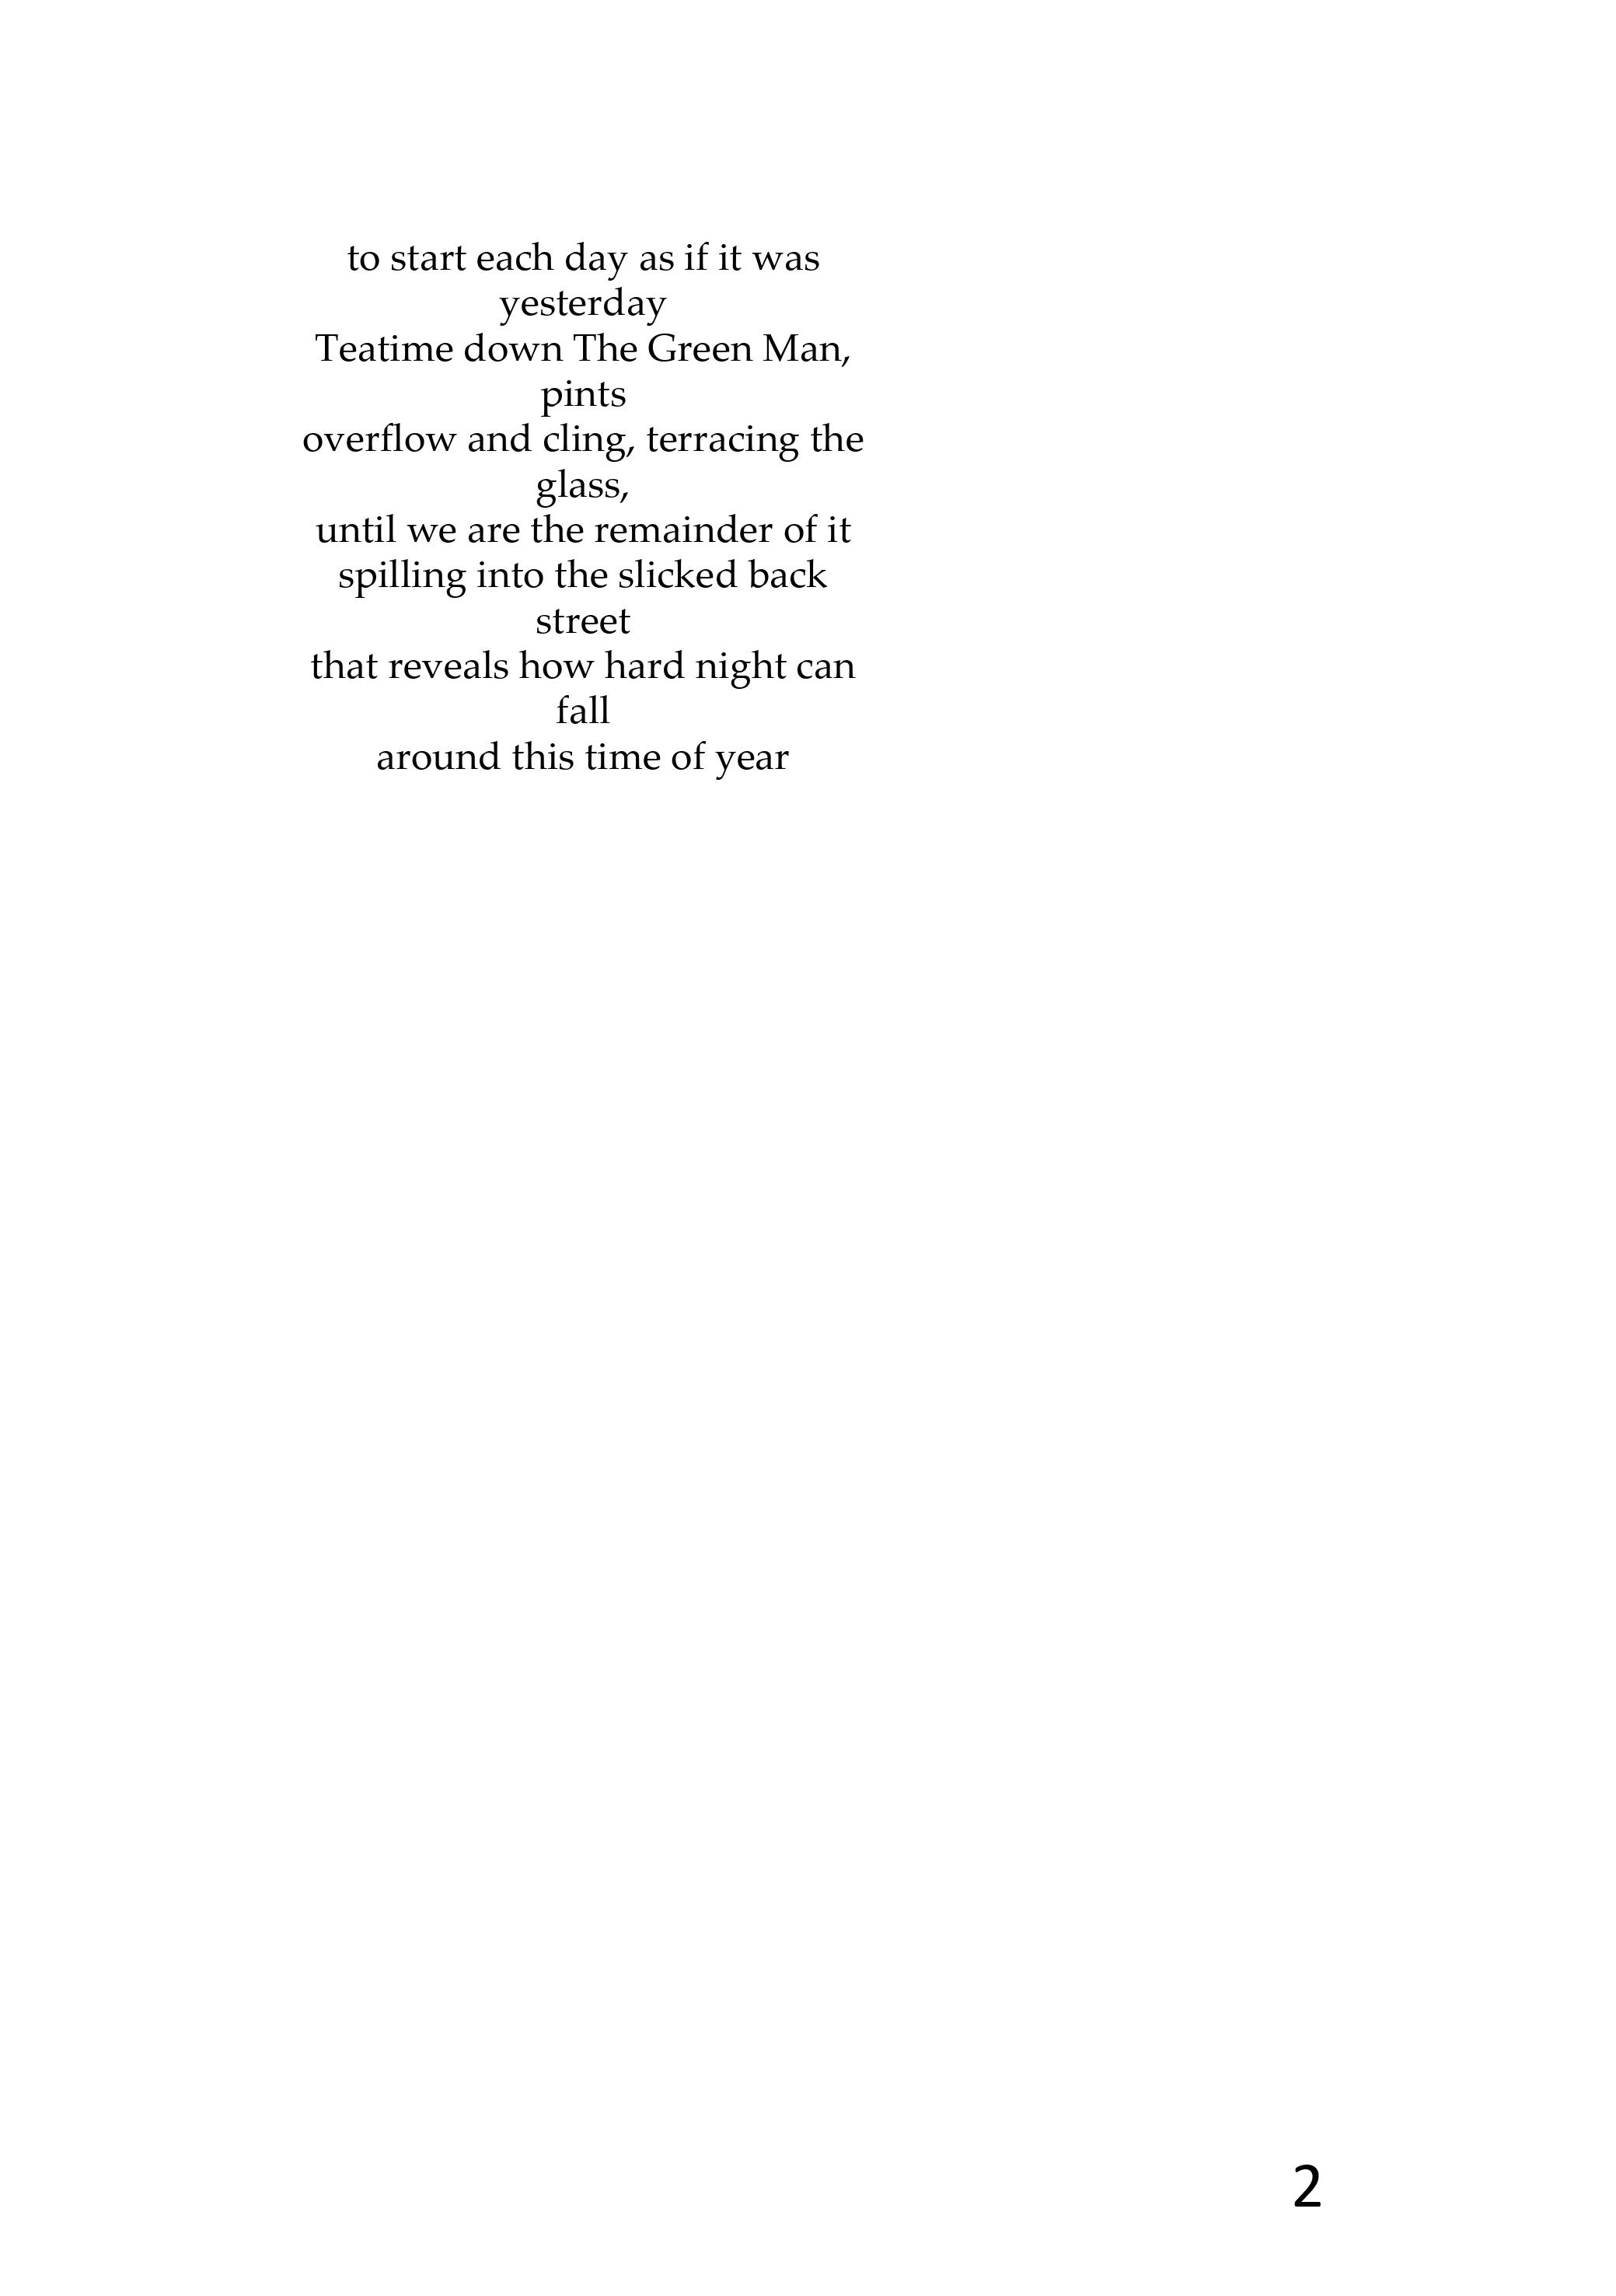 to start each day as if it was
yesterday
Teatime down The Green Man,
pints
overflow and cling, terracing the
glass,
until we are the remainder of it
spilling into the slicked back
street
that reveals how hard night can
fall
around this time of year
2